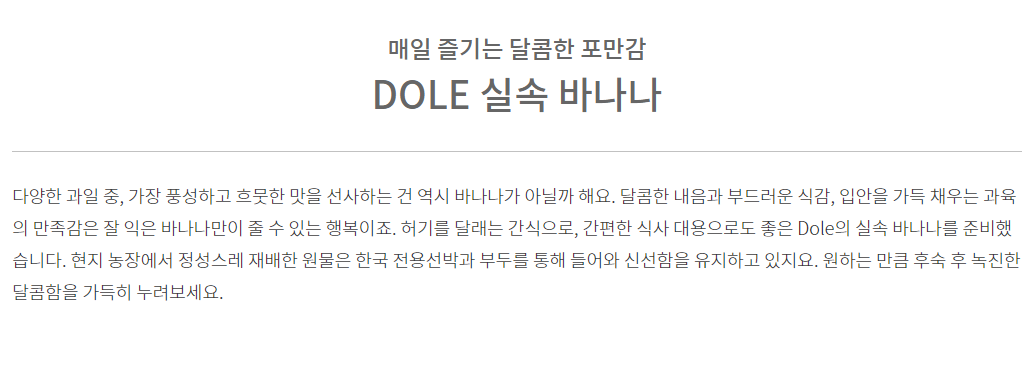 매일 즐기는 달콤한 포만감
DOLE 실속 바나나
다양한 과일 중, 가장 풍성하고 흐뭇한 맛을 선사하는 건 역시 바나나가 아닐까 해요. 달콤한 내음과 부드러운 식감, 입안을 가득 채우는 과육
의 만족감은 잘 익은 바나나만이 줄 수 있는 행복이죠. 허기를 달래는 간식으로, 간편한 식사 대용으로도 좋은 Dole의 실속 바나나를 준비했
습니다. 현지 농장에서 정성스레 재배한 원물은 한국 전용선박과 부두를 통해 들어와 신선함을 유지하고 있지요. 원하는 만큼 후숙 후 녹진한
달콤함을 가득히 누려보세요.